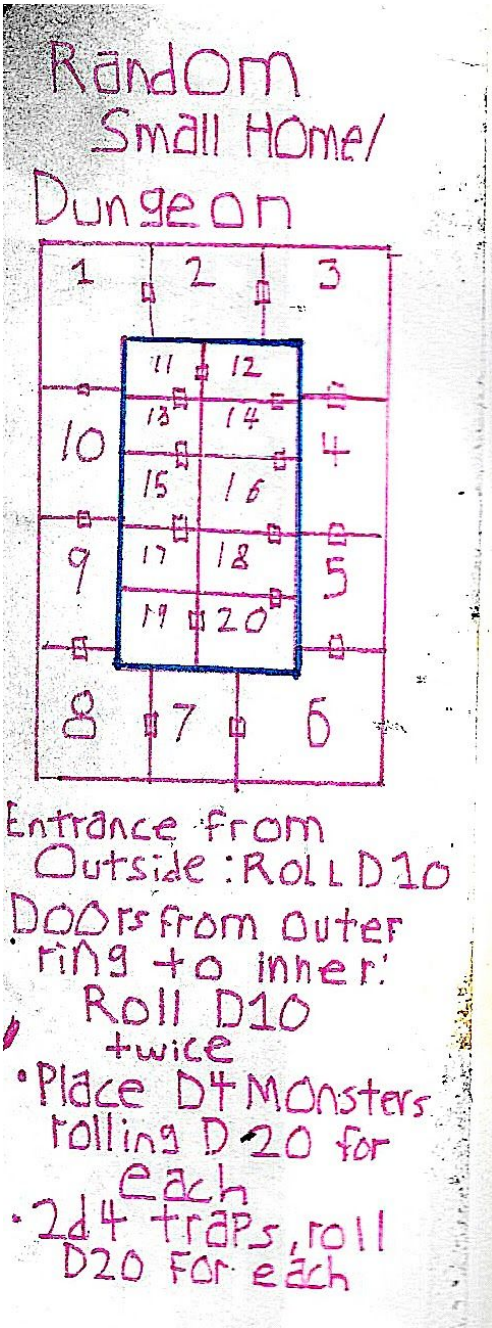 Random
Small Home/
Dungeon
1 2 3
11 12
13 14
10 4
15 16
9 17 18 5
19 20
8 7 6
Entrance from
Outside: Roll D10
Doors from outer
ring to inner:
Roll D10
twice
• Place D4 Monsters
rolling D20 for
each
• 2d4 traps, roll
D20 For each